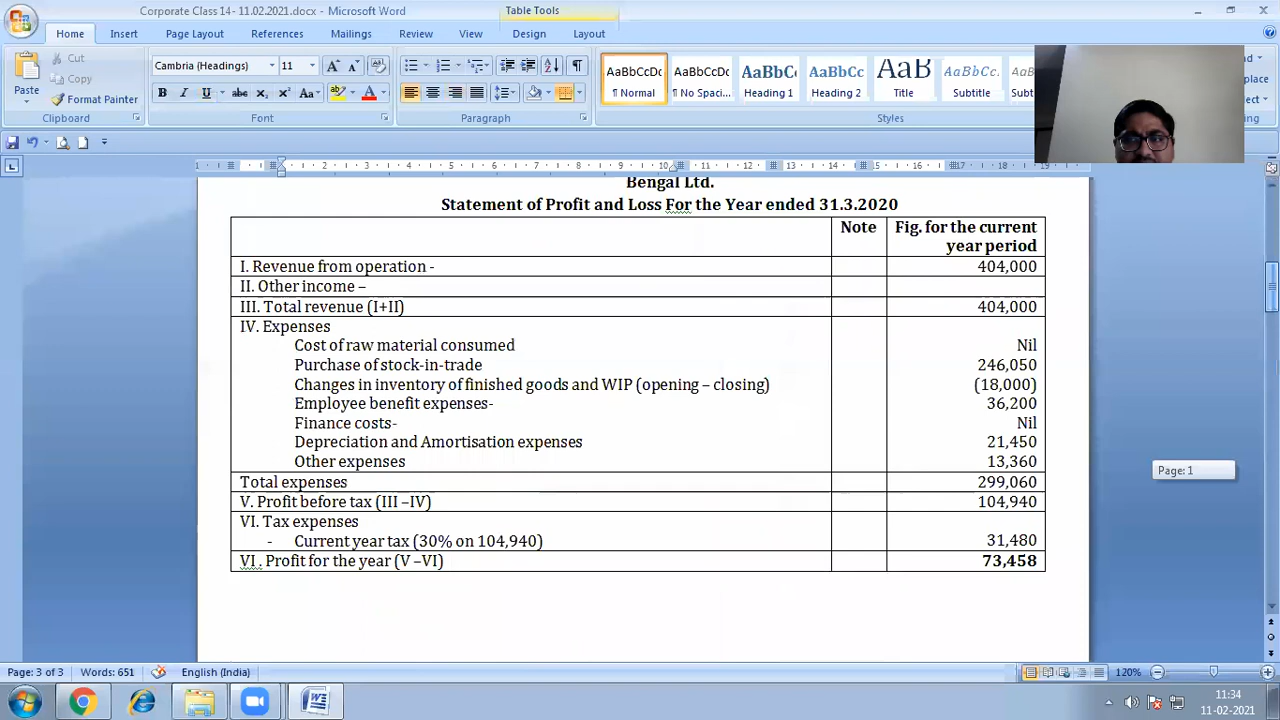 Corporate Class 14- 11.02.2021.docx - Microsoft Word
Table Tools
Home Insert Page Layout References Mailings Review View Design Layout
Paste
Cut
Copy
Format Painter
Clipboard
Cambria (Headings) 11
Font
Paragraph
AaBbCcDc AaBbCcDc AaBbC AaBbCc AaB AaBbCc.
¶ Normal ¶ No Spaci... Heading 1 Heading 2 Title Subtitle
Styles
Bengal Ltd.
Statement of Profit and Loss For the Year ended 31.3.2020
Note Fig. for the current
year period
I. Revenue from operation - 404,000
II. Other income –
III. Total revenue (I+II) 404,000
IV. Expenses
Cost of raw material consumed Nil
Purchase of stock-in-trade 246,050
Changes in inventory of finished goods and WIP (opening – closing) (18,000)
Employee benefit expenses- 36,200
Finance costs- Nil
Depreciation and Amortisation expenses 21,450
Other expenses 13,360
Total expenses 299,060
V. Profit before tax (III –IV) 104,940
VI. Tax expenses
- Current year tax (30% on 104,940) 31,480
VI . Profit for the year (V –VI) 73,458
Page: 1
Page: 3 of 3 Words: 651 English (India) 120%
11:34
11-02-2021